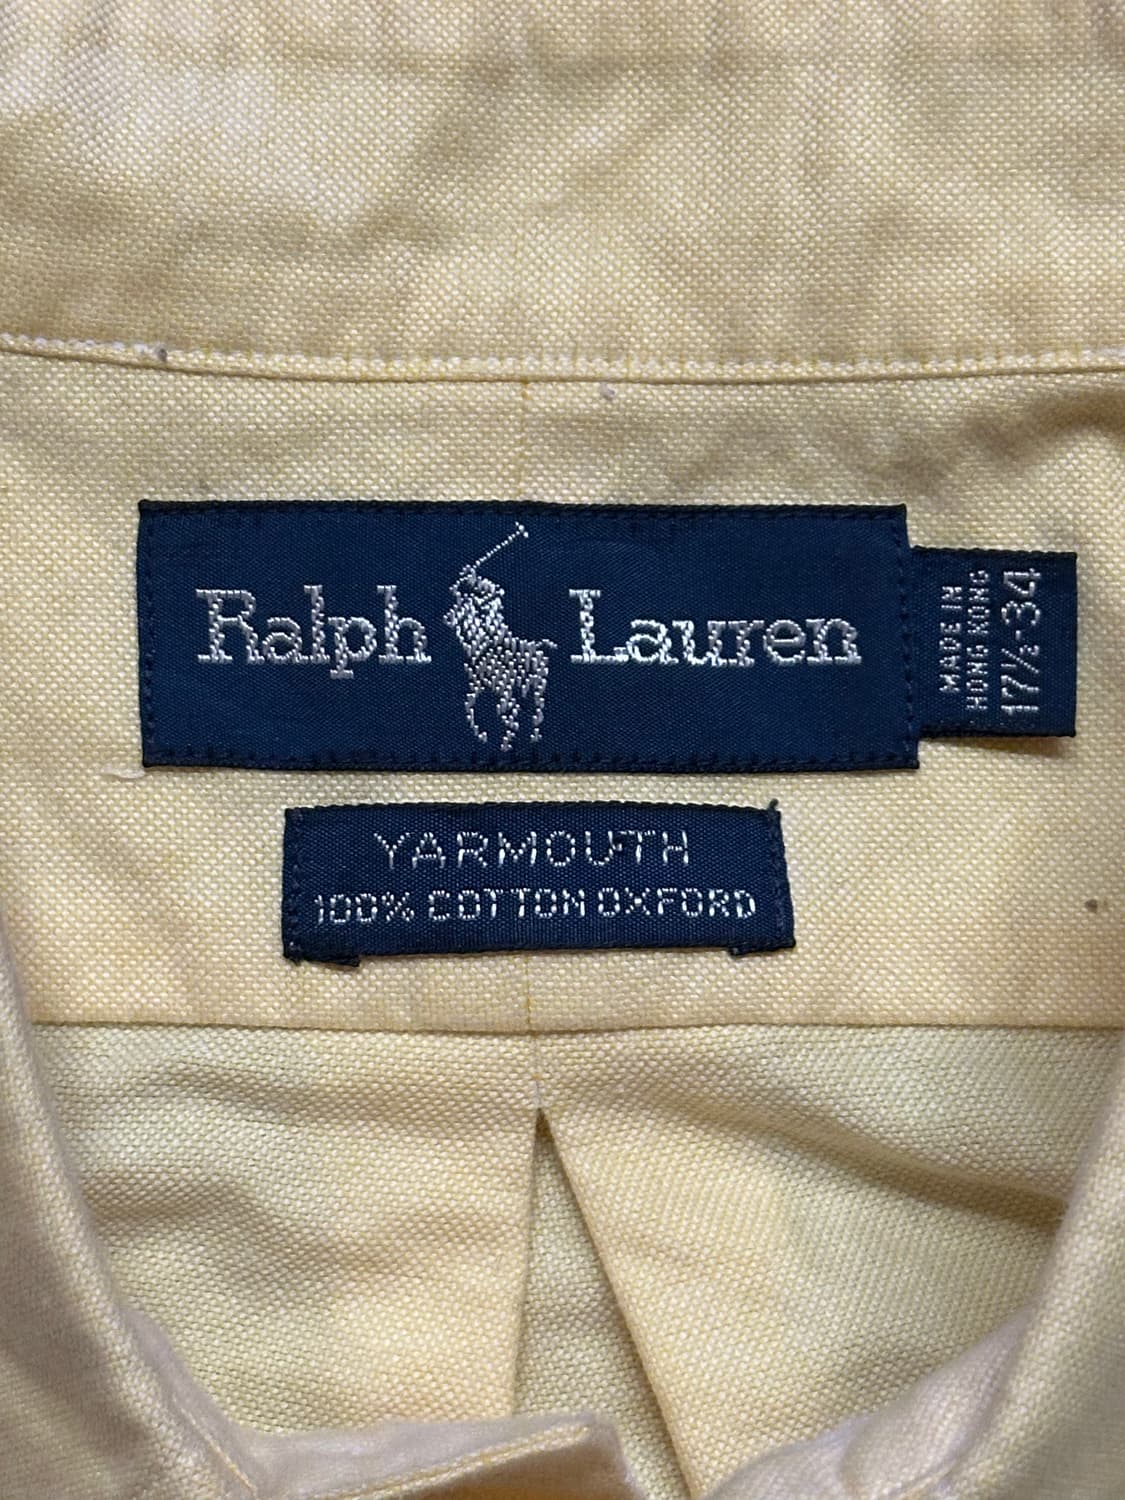 Ralph Lauren
MADE IN
HONG KONG
17½-34
YARMOUTH
100% COTTON OXFORD